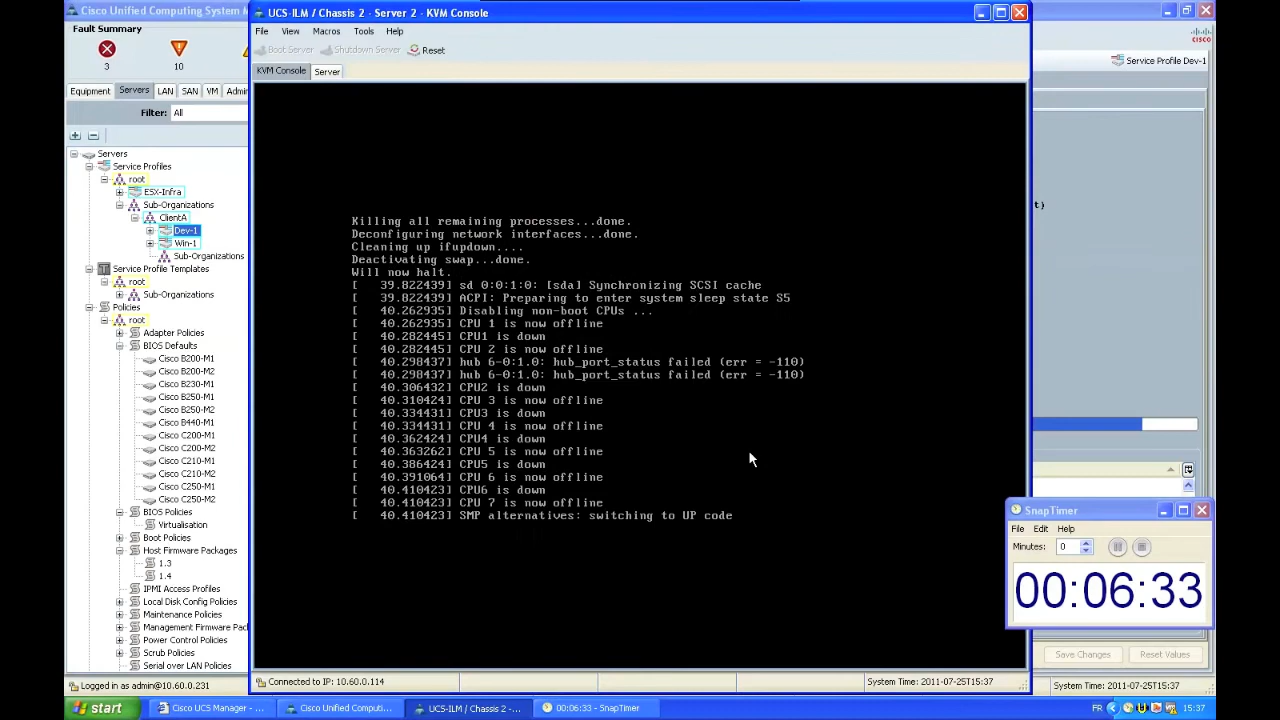 Cisco Unified Computing System M
UCS-ILM / Chassis 2 - Server 2 - KVM Console
Fault Summary
3
10
File View Macros Tools Help
Boot Server Shutdown Server Reset
KVM Console Server
cisco
Service Profile Dev-1
Equipment Servers LAN SAN VM Admir
Filter: All
Servers
Service Profiles
root
ESX-Infra
Sub-Organizations
ClientA
Dev-1
Win-1
Sub-Organizations
Service Profile Templates
root
Sub-Organizations
Policies
root
Adapter Policies
BIOS Defaults
Cisco B200-M1
Cisco B200-M2
Cisco B230-M1
Cisco B250-M1
Cisco B250-M2
Cisco B440-M1
Cisco C200-M1
Cisco C200-M2
Cisco C210-M1
Cisco C210-M2
Cisco C250-M1
Cisco C250-M2
BIOS Policies
Virtualisation
Boot Policies
Host Firmware Packages
1.3
1.4
IPMI Access Profiles
Local Disk Config Policies
Maintenance Policies
Management Firmware Pack
Power Control Policies
Scrub Policies
Serial over LAN Policies
Killing all remaining processes...done.
Deconfiguring network interfaces...done.
Cleaning up ifupdown....
Deactivating swap...done.
Will now halt.
[ 39.822439] sd 0:0:1:0: [sda] Synchronizing SCSI cache
[ 39.822439] ACPI: Preparing to enter system sleep state S5
[ 40.262935] Disabling non-boot CPUs ...
[ 40.262935] CPU 1 is now offline
[ 40.282445] CPU1 is down
[ 40.282445] CPU 2 is now offline
[ 40.298437] hub 6-0:1.0: hub_port_status failed (err = -110)
[ 40.298437] hub 6-0:1.0: hub_port_status failed (err = -110)
[ 40.306432] CPU2 is down
[ 40.310424] CPU 3 is now offline
[ 40.334431] CPU3 is down
[ 40.334431] CPU 4 is now offline
[ 40.362424] CPU4 is down
[ 40.363262] CPU 5 is now offline
[ 40.386424] CPU5 is down
[ 40.391064] CPU 6 is now offline
[ 40.410423] CPU6 is down
[ 40.410423] CPU 7 is now offline
[ 40.410423] SMP alternatives: switching to UP code
t)
SnapTimer
File Edit Help
Minutes: 0
00:06:33
Save Changes Reset Values
Logged in as admin@10.60.0.231
Connected to IP: 10.60.0.114
System Time: 2011-07-25T15:37
System Time: 2011-07-25T15:37
start
Cisco UCS Manager - ...
Cisco Unified Computi...
UCS-ILM / Chassis 2 -...
00:06:33 - SnapTimer
FR
15:37